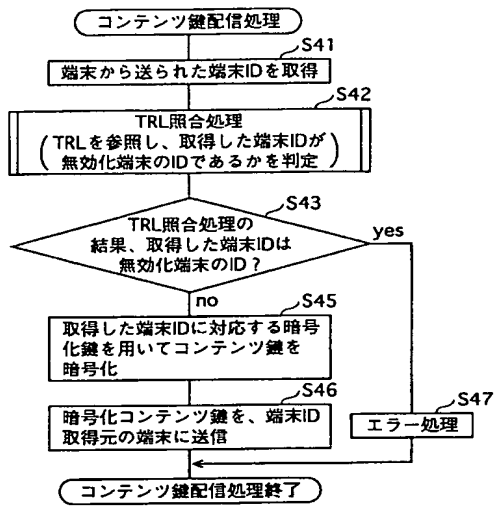 コンテンツ鍵配信処理
S41
端末から送られた端末IDを取得
S42
TRL照合処理
(TRLを参照し、取得した端末IDが
無効化端末のIDであるかを判定)
S43
TRL照合処理の
結果、取得した端末IDは
無効化端末のID?
yes
no
S45
取得した端末IDに対応する暗号
化鍵を用いてコンテンツ鍵を
暗号化
S46
暗号化コンテンツ鍵を、端末ID
取得元の端末に送信
S47
エラー処理
コンテンツ鍵配信処理終了